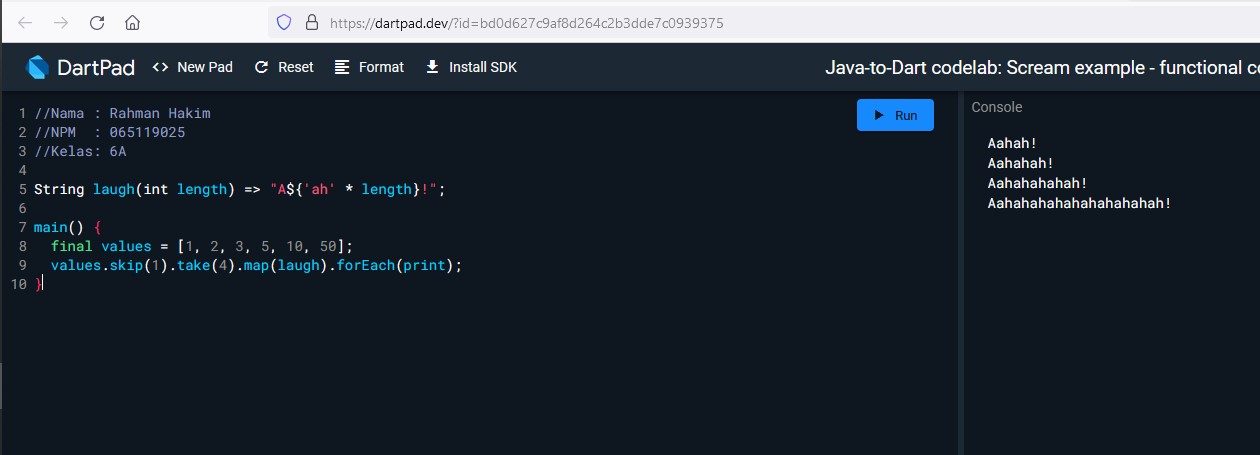 https://dartpad.dev/?id=bd0d627c9af8d264c2b3dde7c0939375
DartPad <> New Pad Reset Format Install SDK Java-to-Dart codelab: Scream example - functional
1 //Nama : Rahman Hakim
2 //NPM  : 065119025
3 //Kelas: 6A
4
5 String laugh(int length) => "A${'ah' * length}!";
6
7 main() {
8   final values = [1, 2, 3, 5, 10, 50];
9   values.skip(1).take(4).map(laugh).forEach(print);
10 }
Run
Console
Aahah!
Aahahah!
Aahahahahah!
Aahahahahahahahahahah!